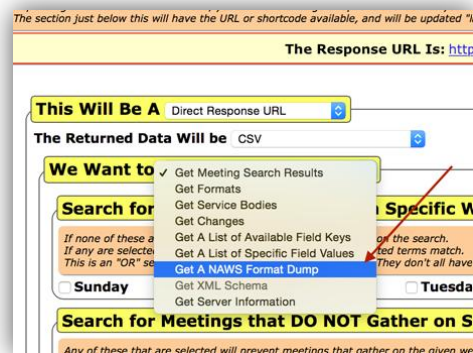 The section just below this will have the URL or shortcode available, and will be updated "li
The Response URL Is: http
This Will Be A Direct Response URL
The Returned Data Will be CSV
We Want to ✓ Get Meeting Search Results
Get Formats
Get Service Bodies
Get Changes
Get A List of Available Field Keys
Get A List of Specific Field Values
Get A NAWS Format Dump
Get XML Schema
Get Server Information
Search for Specific W
If none of these a on the search.
If any are selecte ted terms match.
This is an "OR" se They don't all have
Sunday Tuesda
Search for Meetings that DO NOT Gather on S
Any of these that are selected will prevent meetings that gather on the given we